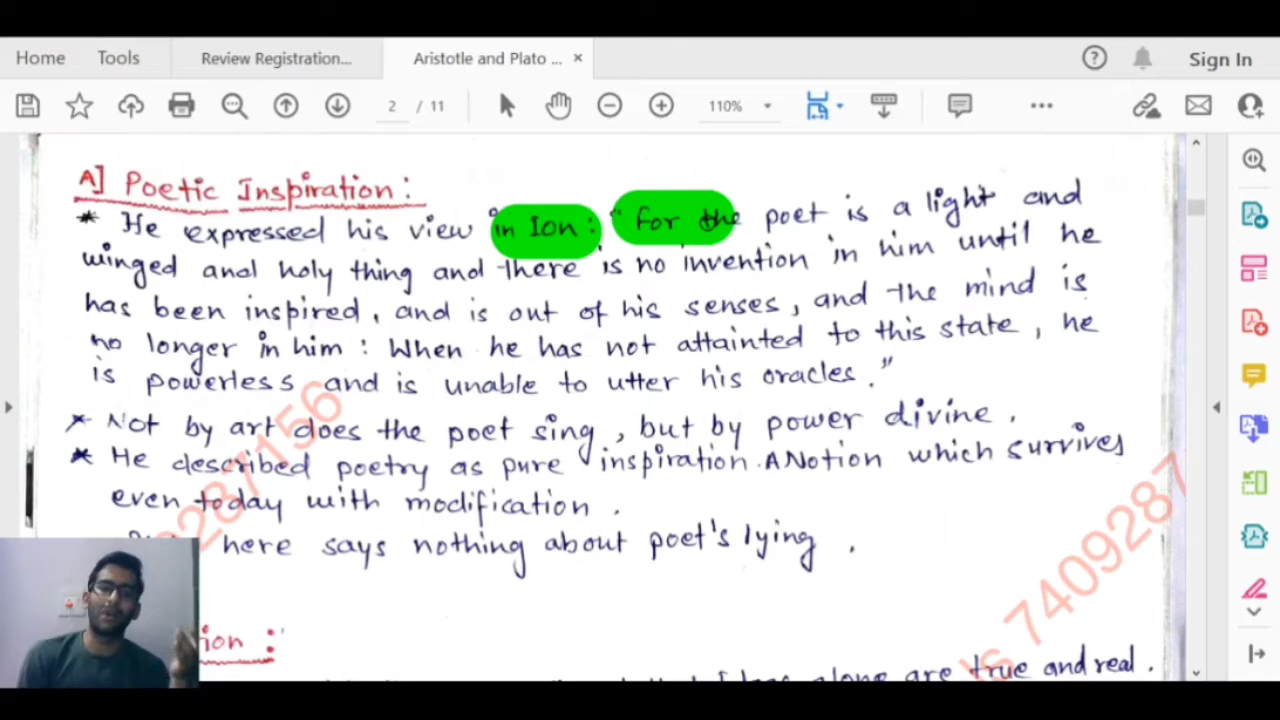 Home Tools Review Registration... Aristotle and Plato ... × Sign In
2 / 11 110%
A] Poetic Inspiration:
* He expressed his view in Ion: "For the poet is a light and
winged and holy thing and there is no invention in him until he
has been inspired, and is out of his senses, and the mind is
no longer in him: When he has not attained to this state, he
is powerless and is unable to utter his oracles."
* Not by art does the poet sing, but by power divine.
* He described poetry as pure inspiration. A Notion which survives
even today with modification.
here says nothing about poet's lying.
ion:
alone are true and real.
9287156
is 7409287